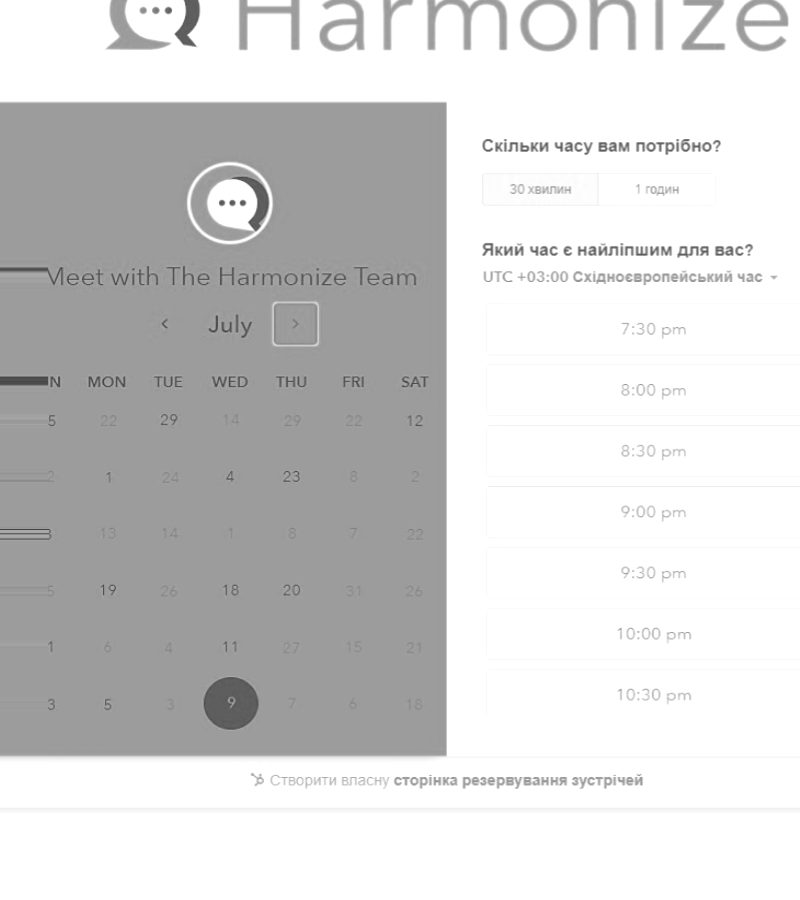 Harmonize
Meet with The Harmonize Team
July
N MON TUE WED THU FRI SAT
5 22 29 14 29 22 12
2 1 24 4 23 8 2
3 13 14 1 8 7 22
5 19 26 18 20 31 26
1 6 4 11 27 15 21
3 5 3 9 7 6 18
Скільки часу вам потрібно?
30 хвилин 1 годин
Який час є найліпшим для вас?
UTC +03:00 Східноєвропейський час
7:30 pm
8:00 pm
8:30 pm
9:00 pm
9:30 pm
10:00 pm
10:30 pm
Створити власну сторінка резервування зустрічей